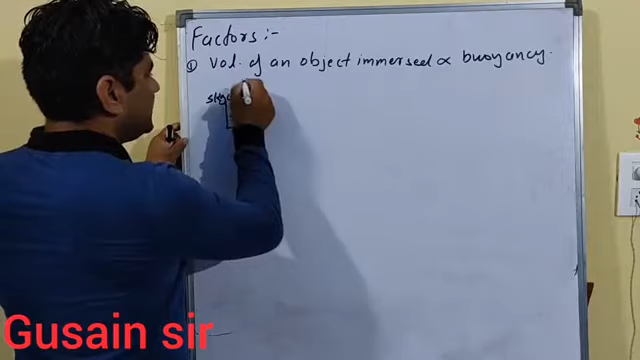 Factors :-
① Vol. of an object immersed ∝ buoyancy.
Gusain sir